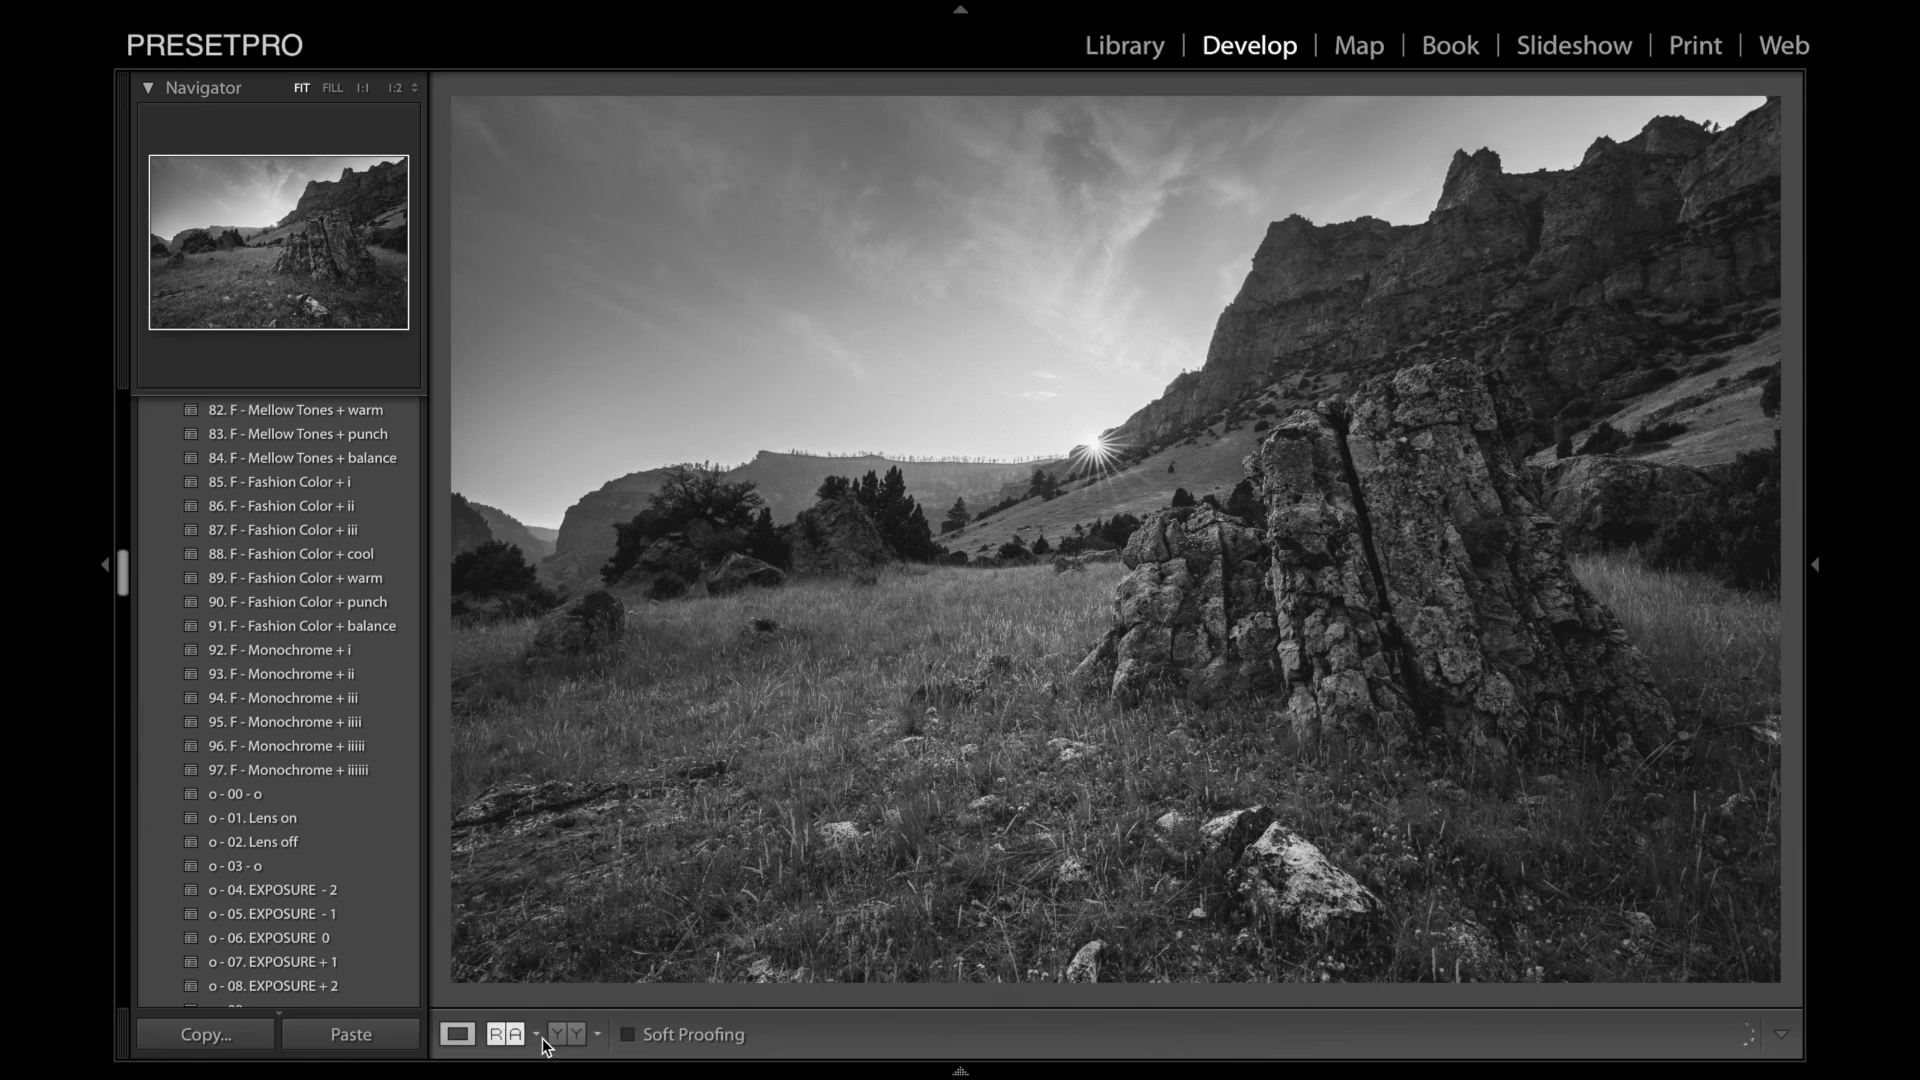 PRESETPRO
Library | Develop | Map | Book | Slideshow | Print | Web
Navigator FIT FILL 1:1 1:2
82. F - Mellow Tones + warm
83. F - Mellow Tones + punch
84. F - Mellow Tones + balance
85. F - Fashion Color + i
86. F - Fashion Color + ii
87. F - Fashion Color + iii
88. F - Fashion Color + cool
89. F - Fashion Color + warm
90. F - Fashion Color + punch
91. F - Fashion Color + balance
92. F - Monochrome + i
93. F - Monochrome + ii
94. F - Monochrome + iii
95. F - Monochrome + iiii
96. F - Monochrome + iiiii
97. F - Monochrome + iiiiii
o - 00 - o
o - 01. Lens on
o - 02. Lens off
o - 03 - o
o - 04. EXPOSURE - 2
o - 05. EXPOSURE - 1
o - 06. EXPOSURE 0
o - 07. EXPOSURE + 1
o - 08. EXPOSURE + 2
Copy... Paste R A Y Y Soft Proofing